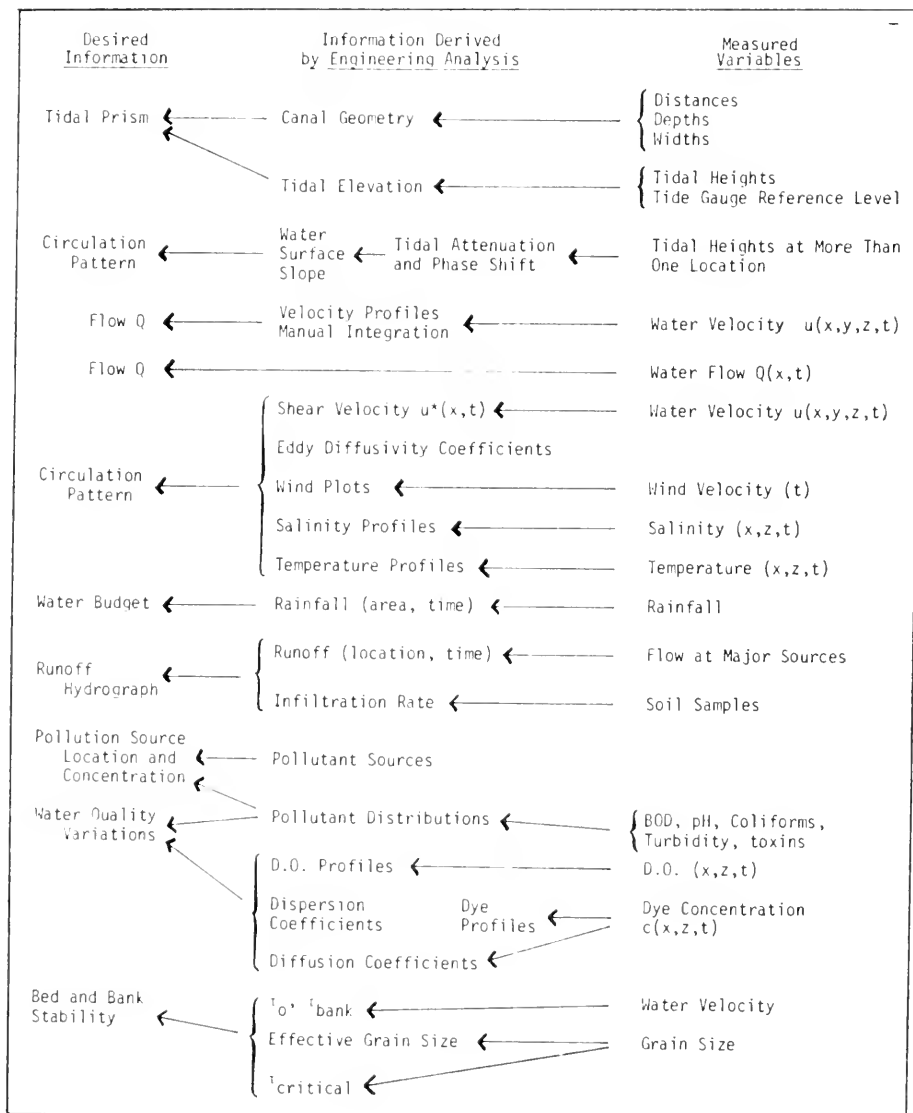 Desired Information
Information Derived by Engineering Analysis
Measured Variables
Tidal Prism
Canal Geometry
Distances
Depths
Widths
Tidal Elevation
Tidal Heights
Tide Gauge Reference Level
Circulation Pattern
Water Surface Slope
Tidal Attenuation and Phase Shift
Tidal Heights at More Than One Location
Flow Q
Velocity Profiles
Manual Integration
Water Velocity u(x,y,z,t)
Flow Q
Water Flow Q(x,t)
Circulation Pattern
Shear Velocity u*(x,t)
Water Velocity u(x,y,z,t)
Eddy Diffusivity Coefficients
Wind Plots
Wind Velocity (t)
Salinity Profiles
Salinity (x,z,t)
Temperature Profiles
Temperature (x,z,t)
Water Budget
Rainfall (area, time)
Rainfall
Runoff Hydrograph
Runoff (location, time)
Flow at Major Sources
Infiltration Rate
Soil Samples
Pollution Source Location and Concentration
Pollutant Sources
Water Quality Variations
Pollutant Distributions
BOD, pH, Coliforms,
Turbidity, toxins
D.O. Profiles
D.O. (x,z,t)
Dispersion Coefficients
Dye Profiles
Dye Concentration
c(x,z,t)
Diffusion Coefficients
Bed and Bank Stability
τo, τbank
Water Velocity
Effective Grain Size
Grain Size
τcritical